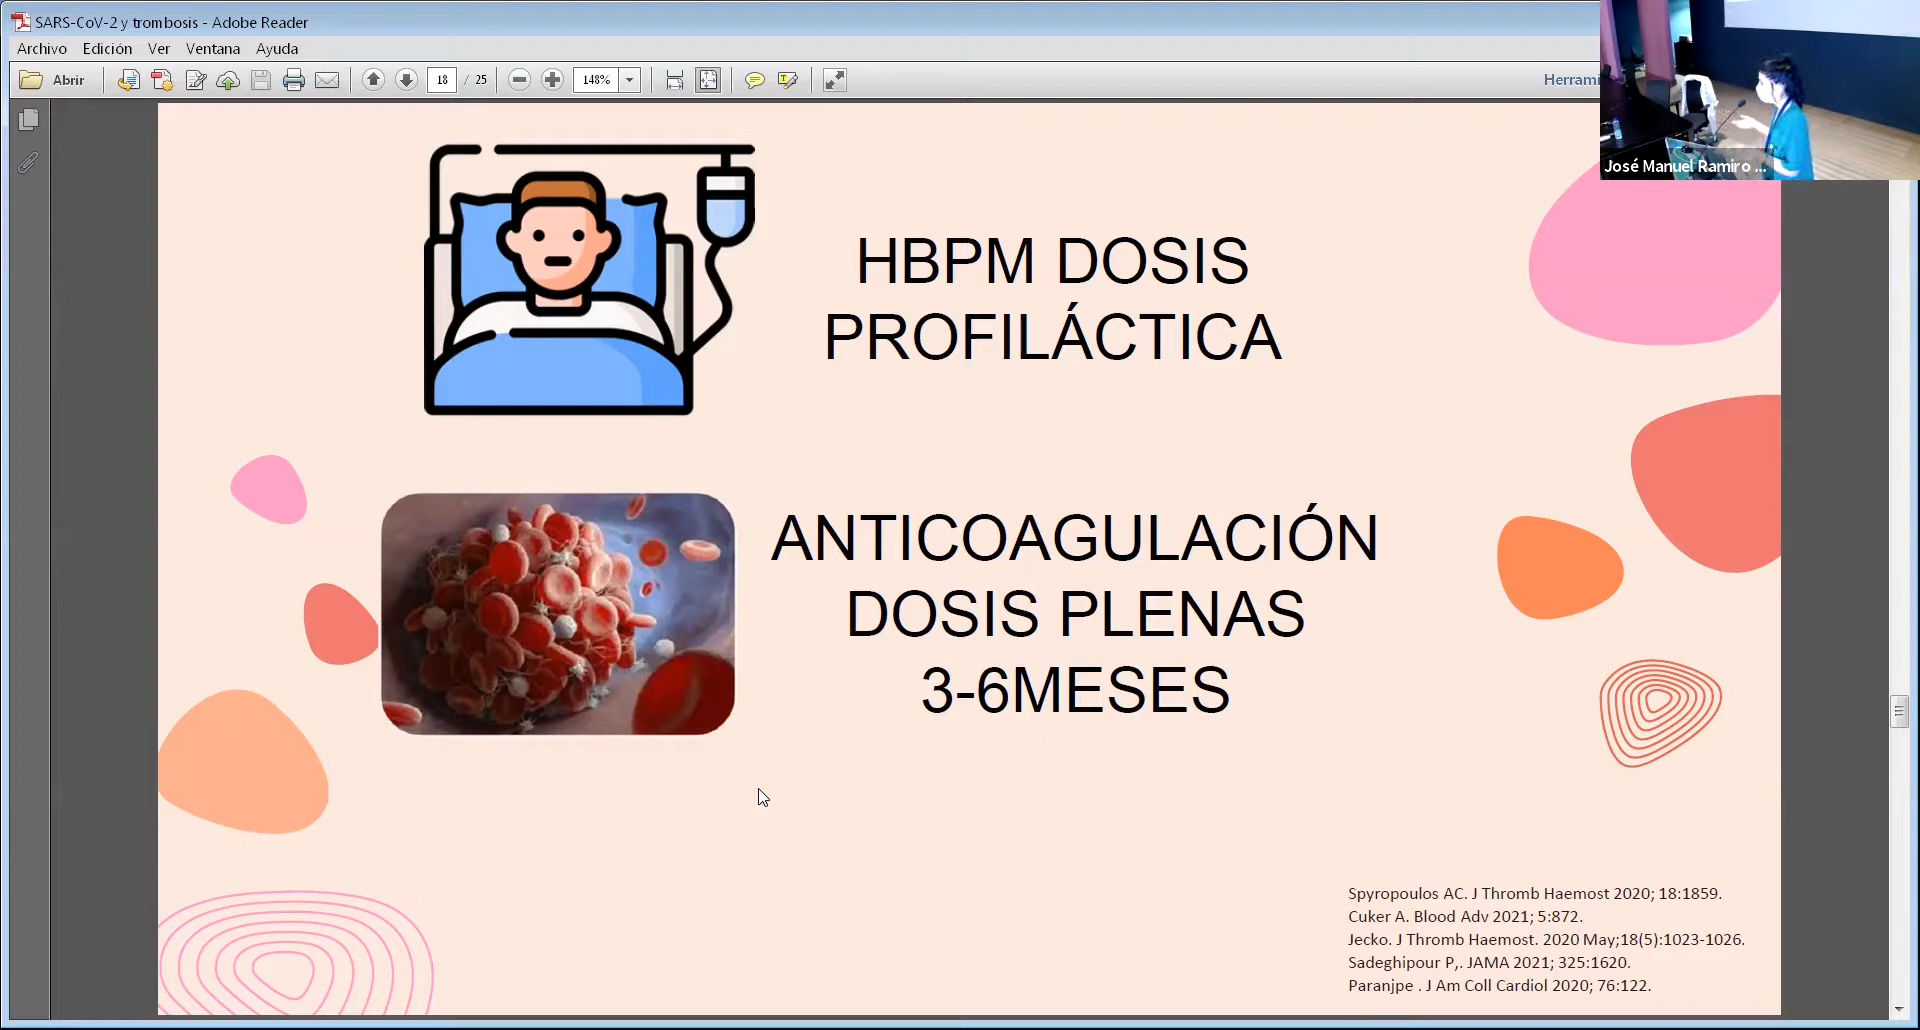 SARS-CoV-2 y trombosis - Adobe Reader
Archivo Edición Ver Ventana Ayuda
Abrir 18 / 25 148% Herrami
José Manuel Ramiro ...
HBPM DOSIS
PROFILÁCTICA
ANTICOAGULACIÓN
DOSIS PLENAS
3-6MESES
Spyropoulos AC. J Thromb Haemost 2020; 18:1859.
Cuker A. Blood Adv 2021; 5:872.
Jecko. J Thromb Haemost. 2020 May;18(5):1023-1026.
Sadeghipour P,. JAMA 2021; 325:1620.
Paranjpe . J Am Coll Cardiol 2020; 76:122.